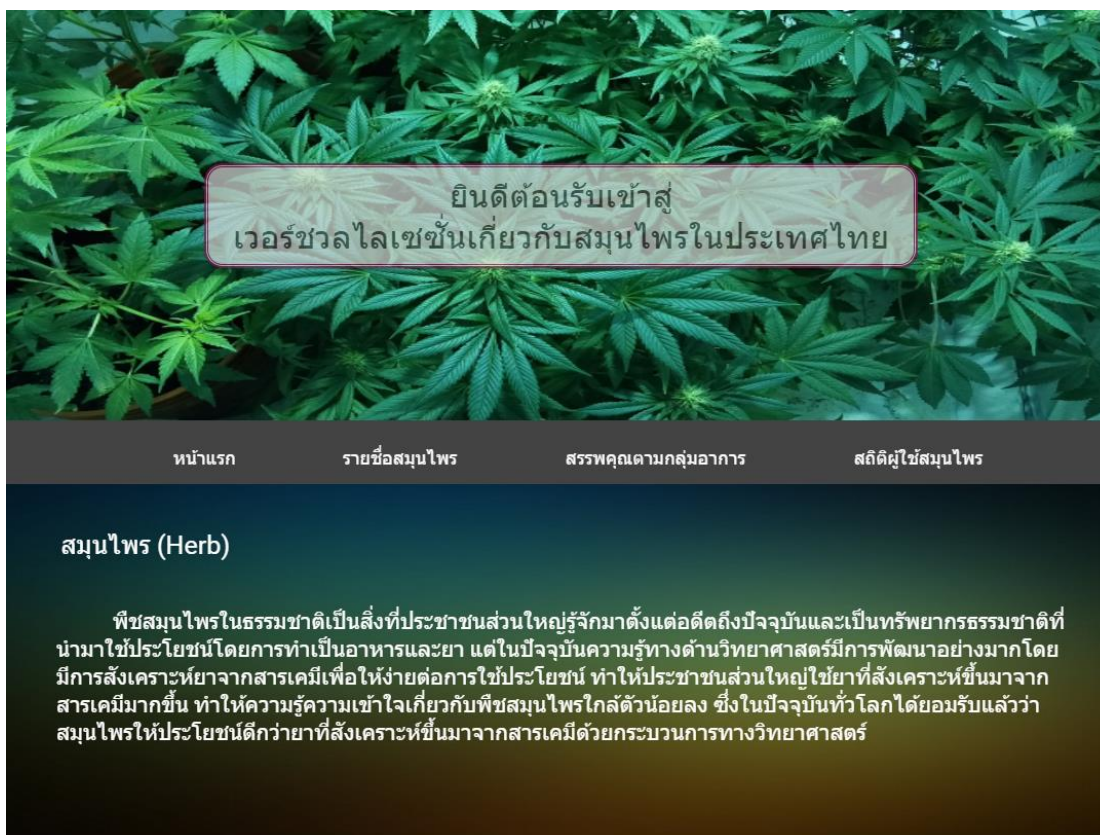 ยินดีต้อนรับเข้าสู่
เวอร์ชวลไลเซชั่นเกี่ยวกับสมุนไพรในประเทศไทย
หน้าแรก รายชื่อสมุนไพร สรรพคุณตามกลุ่มอาการ สถิติผู้ใช้สมุนไพร
สมุนไพร (Herb)
พืชสมุนไพรในธรรมชาติเป็นสิ่งที่ประชาชนส่วนใหญ่รู้จักมาตั้งแต่อดีตถึงปัจจุบันและเป็นทรัพยากรธรรมชาติที่
นำมาใช้ประโยชน์โดยการทำเป็นอาหารและยา แต่ในปัจจุบันความรู้ทางด้านวิทยาศาสตร์มีการพัฒนาอย่างมากโดย
มีการสังเคราะห์ยาจากสารเคมีเพื่อให้ง่ายต่อการใช้ประโยชน์ ทำให้ประชาชนส่วนใหญ่ใช้ยาที่สังเคราะห์ขึ้นมาจาก
สารเคมีมากขึ้น ทำให้ความรู้ความเข้าใจเกี่ยวกับพืชสมุนไพรใกล้ตัวน้อยลง ซึ่งในปัจจุบันทั่วโลกได้ยอมรับแล้วว่า
สมุนไพรให้ประโยชน์ดีกว่ายาที่สังเคราะห์ขึ้นมาจากสารเคมีด้วยกระบวนการทางวิทยาศาสตร์